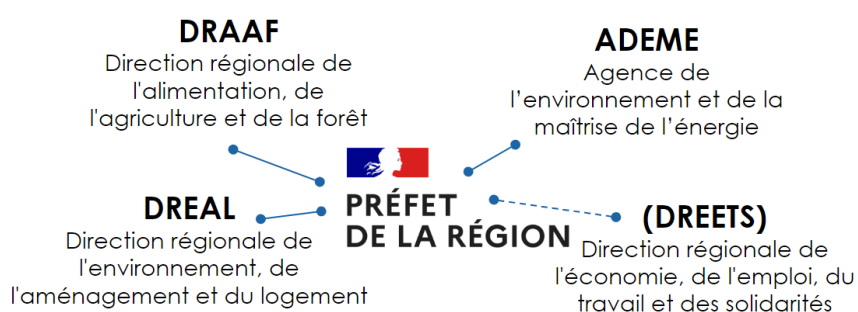 DRAAF
Direction régionale de
l'alimentation, de
l'agriculture et de la forêt
ADEME
Agence de
l’environnement et de la
maîtrise de l’énergie
PRÉFET
DE LA RÉGION
DREAL
Direction régionale de
l'environnement, de
l'aménagement et du logement
(DREETS)
Direction régionale de
l'économie, de l'emploi, du
travail et des solidarités